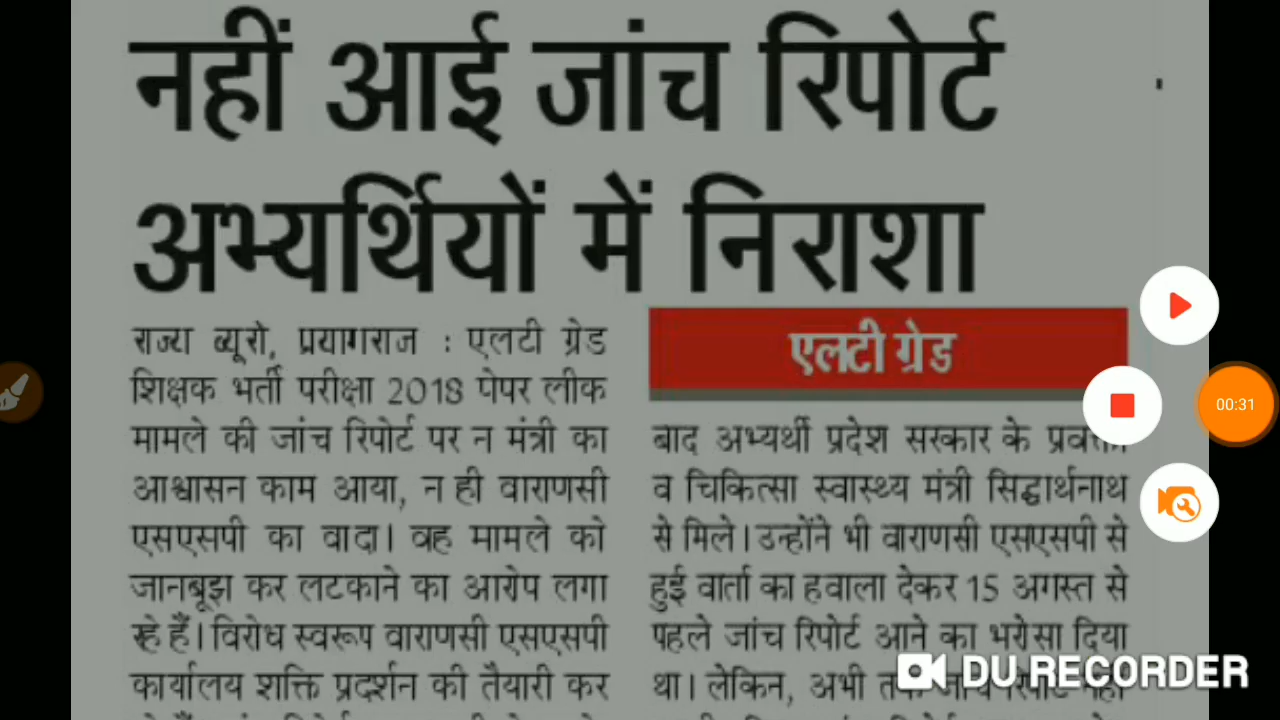 नहीं आई जांच रिपोर्ट
अभ्यर्थियों में निराशा
राज्य ब्यूरो, प्रयागराज : एलटी ग्रेड
शिक्षक भर्ती परीक्षा 2018 पेपर लीक
मामले की जांच रिपोर्ट पर न मंत्री का
आश्वासन काम आया, न ही वाराणसी
एसएसपी का वादा। वह मामले को
जानबूझ कर लटकाने का आरोप लगा
रहे हैं। विरोध स्वरूप वाराणसी एसएसपी
कार्यालय शक्ति प्रदर्शन की तैयारी कर
एलटी ग्रेड
बाद अभ्यर्थी प्रदेश सरकार के प्रवक्ता
व चिकित्सा स्वास्थ्य मंत्री सिद्धार्थनाथ
से मिले। उन्होंने भी वाराणसी एसएसपी से
हुई वार्ता का हवाला देकर 15 अगस्त से
पहले जांच रिपोर्ट आने का भरोसा दिया
था। लेकिन, अभी जांच रिपोर्ट नहीं
00:31
DU RECORDER